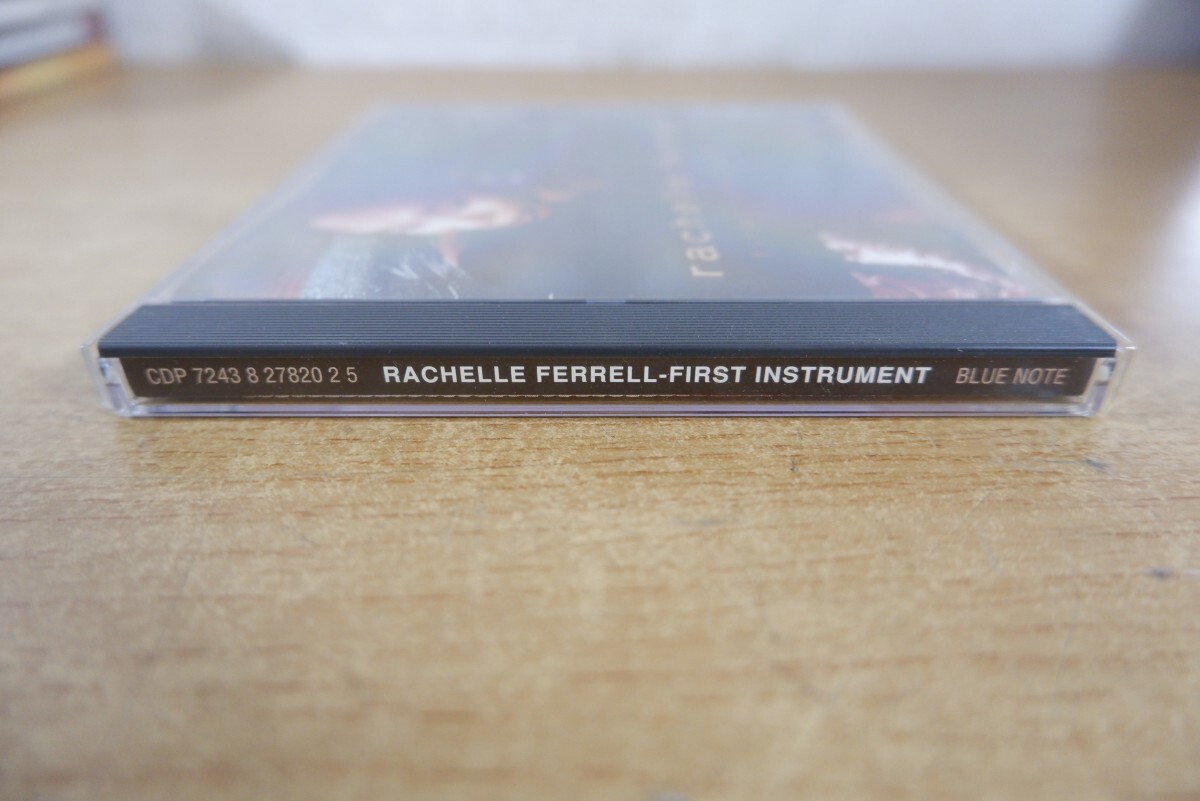 CDP 7243 8 27820 2 5 RACHELLE FERRELL-FIRST INSTRUMENT BLUE NOTE